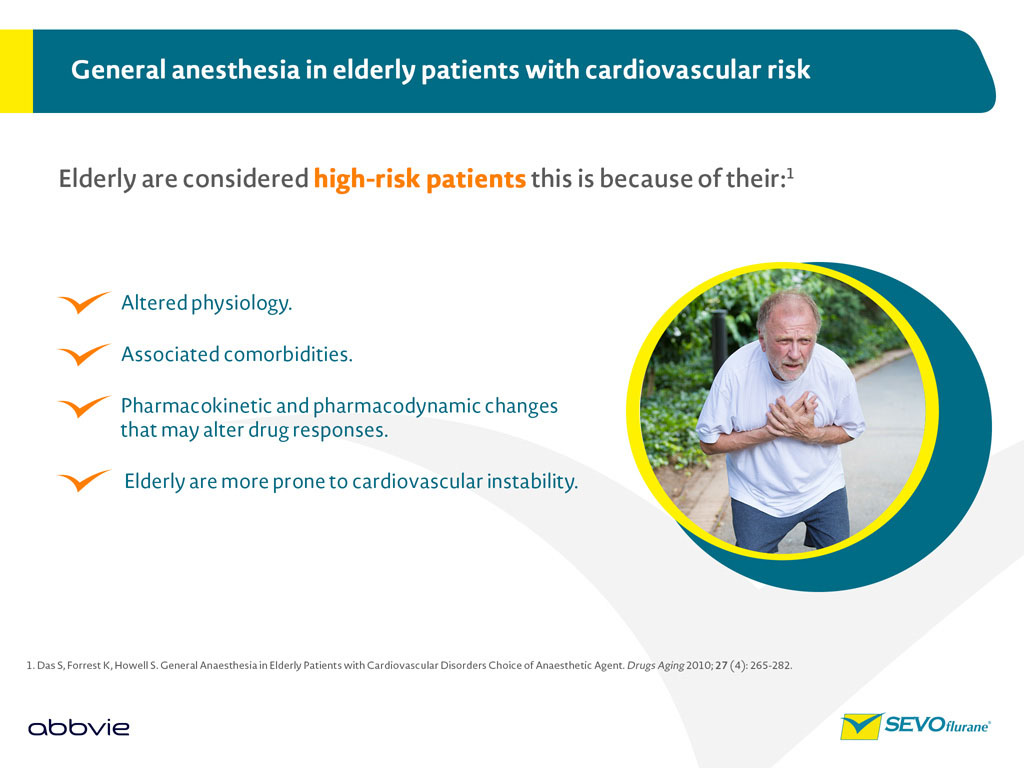 General anesthesia in elderly patients with cardiovascular risk
Elderly are considered high-risk patients this is because of their:1
Altered physiology.
Associated comorbidities.
Pharmacokinetic and pharmacodynamic changes
that may alter drug responses.
Elderly are more prone to cardiovascular instability.
1. Das S, Forrest K, Howell S. General Anaesthesia in Elderly Patients with Cardiovascular Disorders Choice of Anaesthetic Agent. Drugs Aging 2010; 27 (4): 265-282.
abbvie
SEVOflurane®